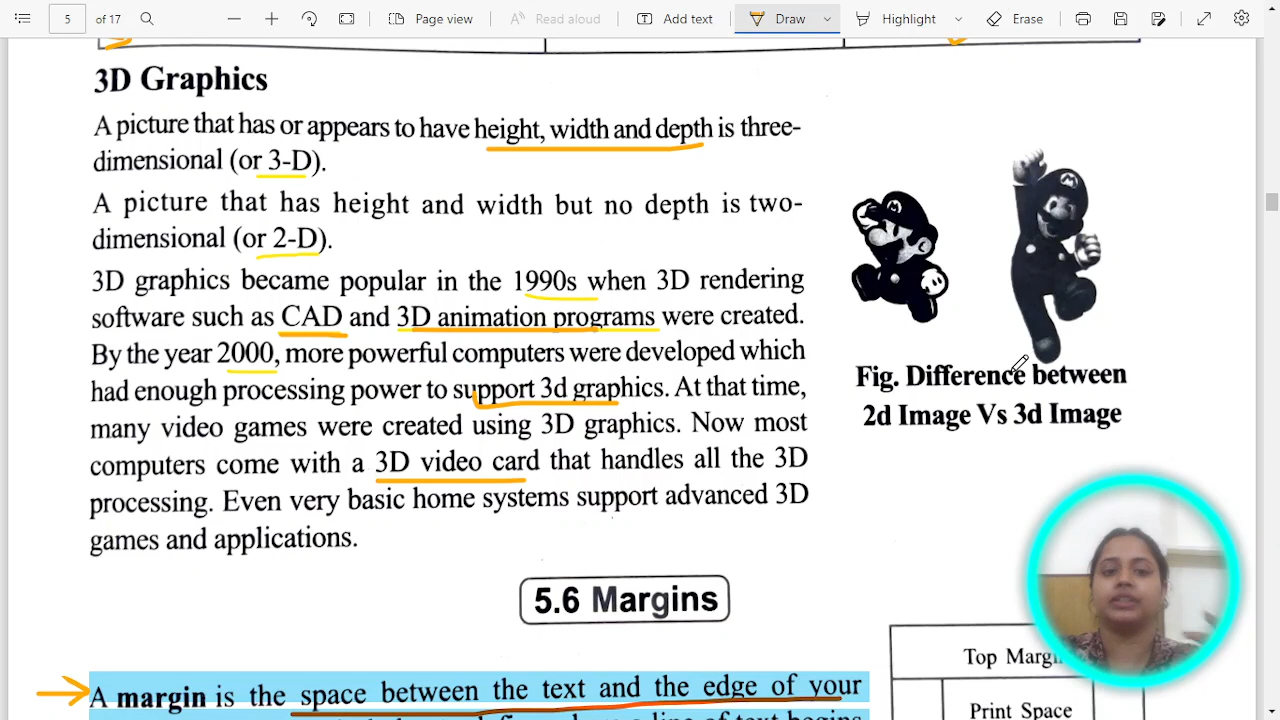 5 of 17 Page view Read aloud Add text Draw Highlight Erase
3D Graphics
A picture that has or appears to have height, width and depth is three-
dimensional (or 3-D).
A picture that has height and width but no depth is two-
dimensional (or 2-D).
3D graphics became popular in the 1990s when 3D rendering
software such as CAD and 3D animation programs were created.
By the year 2000, more powerful computers were developed which
had enough processing power to support 3d graphics. At that time,
many video games were created using 3D graphics. Now most
computers come with a 3D video card that handles all the 3D
processing. Even very basic home systems support advanced 3D
games and applications.
M
M
Fig. Difference between
2d Image Vs 3d Image
5.6 Margins
A margin is the space between the text and the edge of your
Top Margin
Print Space
a line of text begins